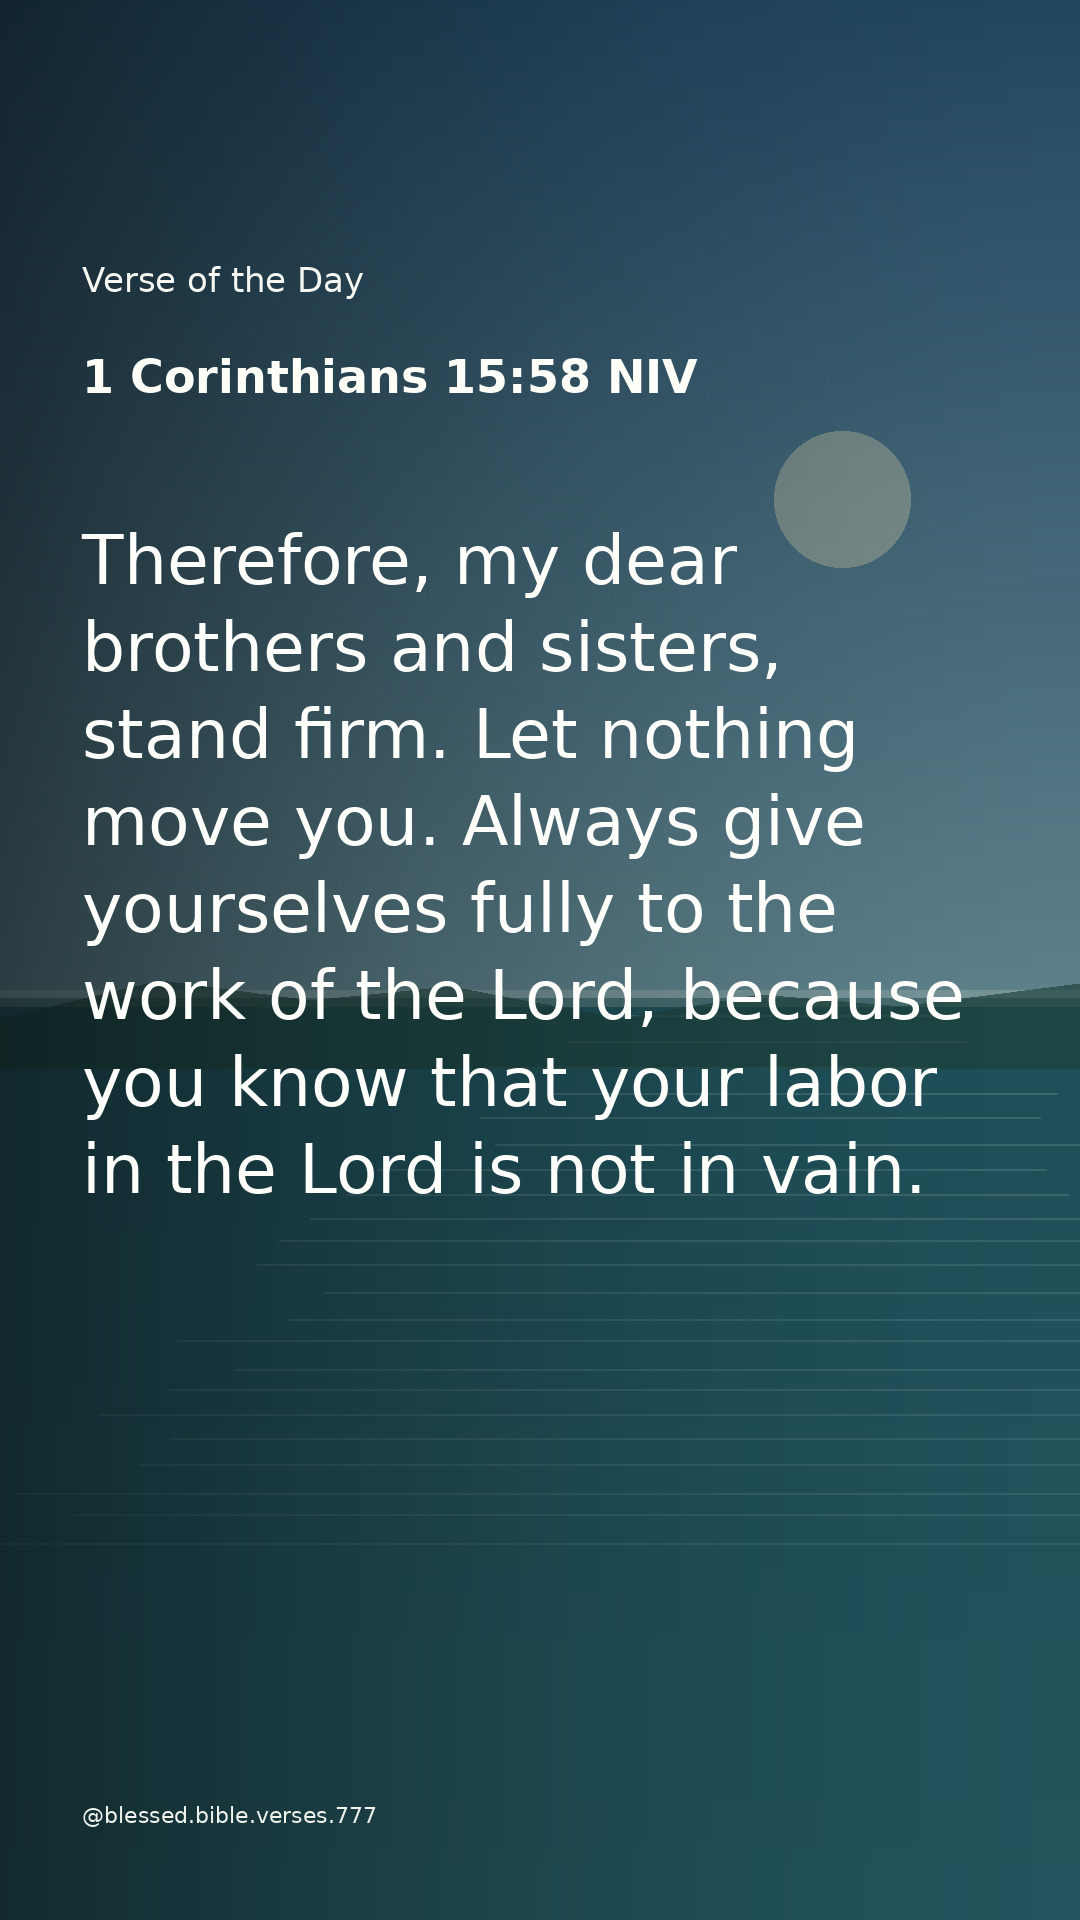 Verse of the Day
1 Corinthians 15:58 NIV
Therefore, my dear
brothers and sisters,
stand firm. Let nothing
move you. Always give
yourselves fully to the
work of the Lord, because
you know that your labor
in the Lord is not in vain.
@blessed.bible.verses.777